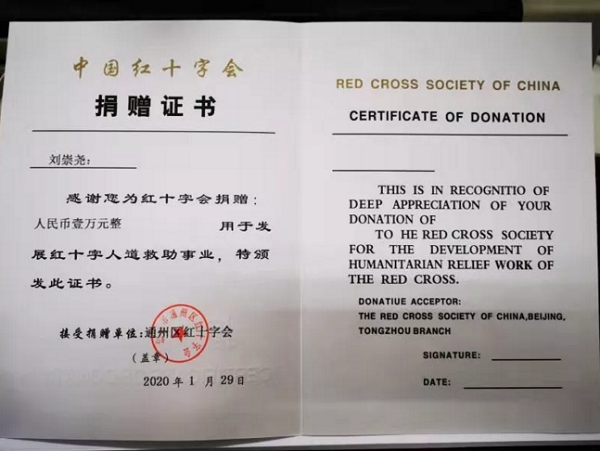 中国红十字会
捐赠证书
刘崇尧：
感谢您为红十字会捐赠：
人民币壹万元整 用于发
展红十字人道救助事业，特颁
发此证书。
接受捐赠单位：通州区红十字会
（盖章）
2020年1月29日
RED CROSS SOCIETY OF CHINA
CERTIFICATE OF DONATION
THIS IS IN RECOGNITIO OF
DEEP APPRECIATION OF YOUR
DONATION OF
TO HE RED CROSS SOCIETY
FOR THE DEVELOPMENT OF
HUMANITARIAN RELIEF WORK OF
THE RED CROSS.
DONATIUE ACCEPTOR:
THE RED CROSS SOCIETY OF CHINA,BEIJING,
TONGZHOU BRANCH
SIGNATURE:
DATE: